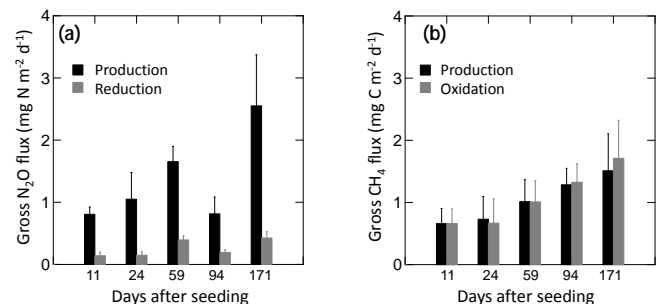 (a)
Production
Reduction
Gross N₂O flux (mg N m⁻² d⁻¹)
4
3
2
1
0
11 24 59 94 171
Days after seeding
(b)
Production
Oxidation
Gross CH₄ flux (mg C m⁻² d⁻¹)
4
3
2
1
0
11 24 59 94 171
Days after seeding